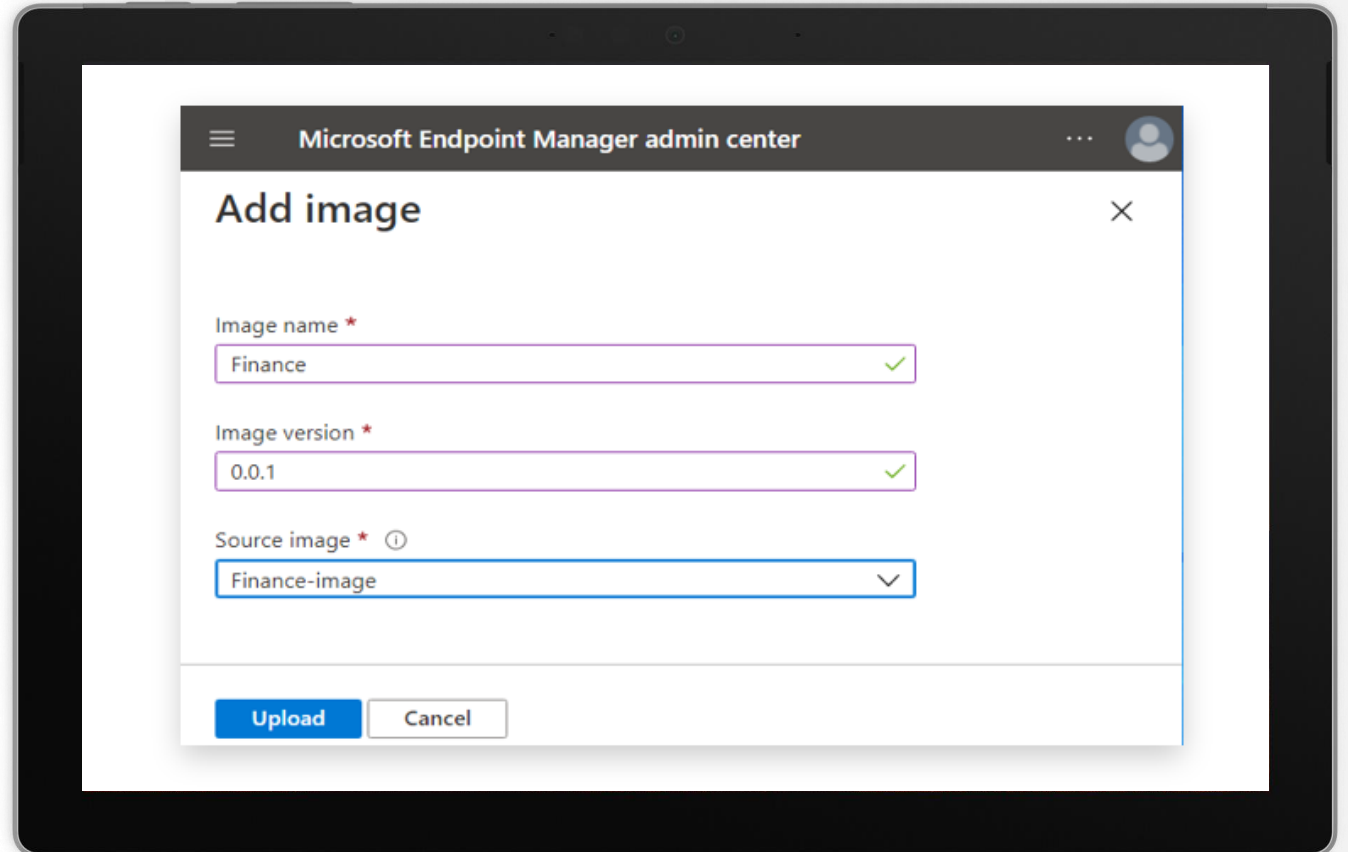 Microsoft Endpoint Manager admin center
Add image
Image name *
Finance
Image version *
0.0.1
Source image *
Finance-image
Upload
Cancel